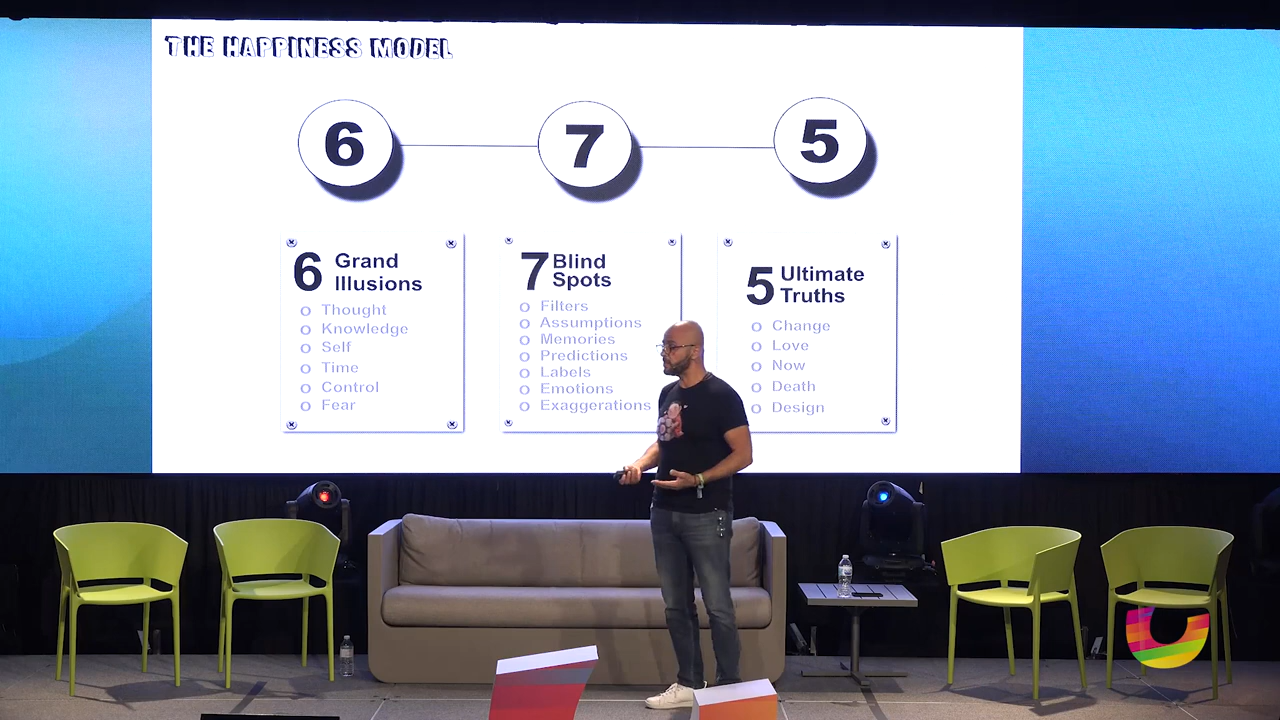 THE HAPPINESS MODEL
6
7
5
6 Grand
Illusions
o Thought
o Knowledge
o Self
o Time
o Control
o Fear
7 Blind
Spots
o Filters
o Assumptions
o Memories
o Predictions
o Labels
o Emotions
o Exaggerations
5 Ultimate
Truths
o Change
o Love
o Now
o Death
o Design